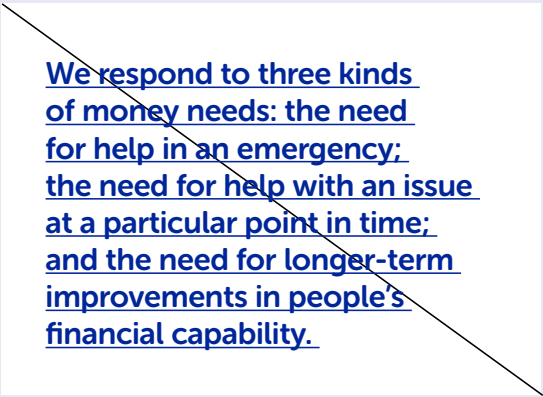 We respond to three kinds
of money needs: the need
for help in an emergency;
the need for help with an issue
at a particular point in time;
and the need for longer-term
improvements in people’s
financial capability.